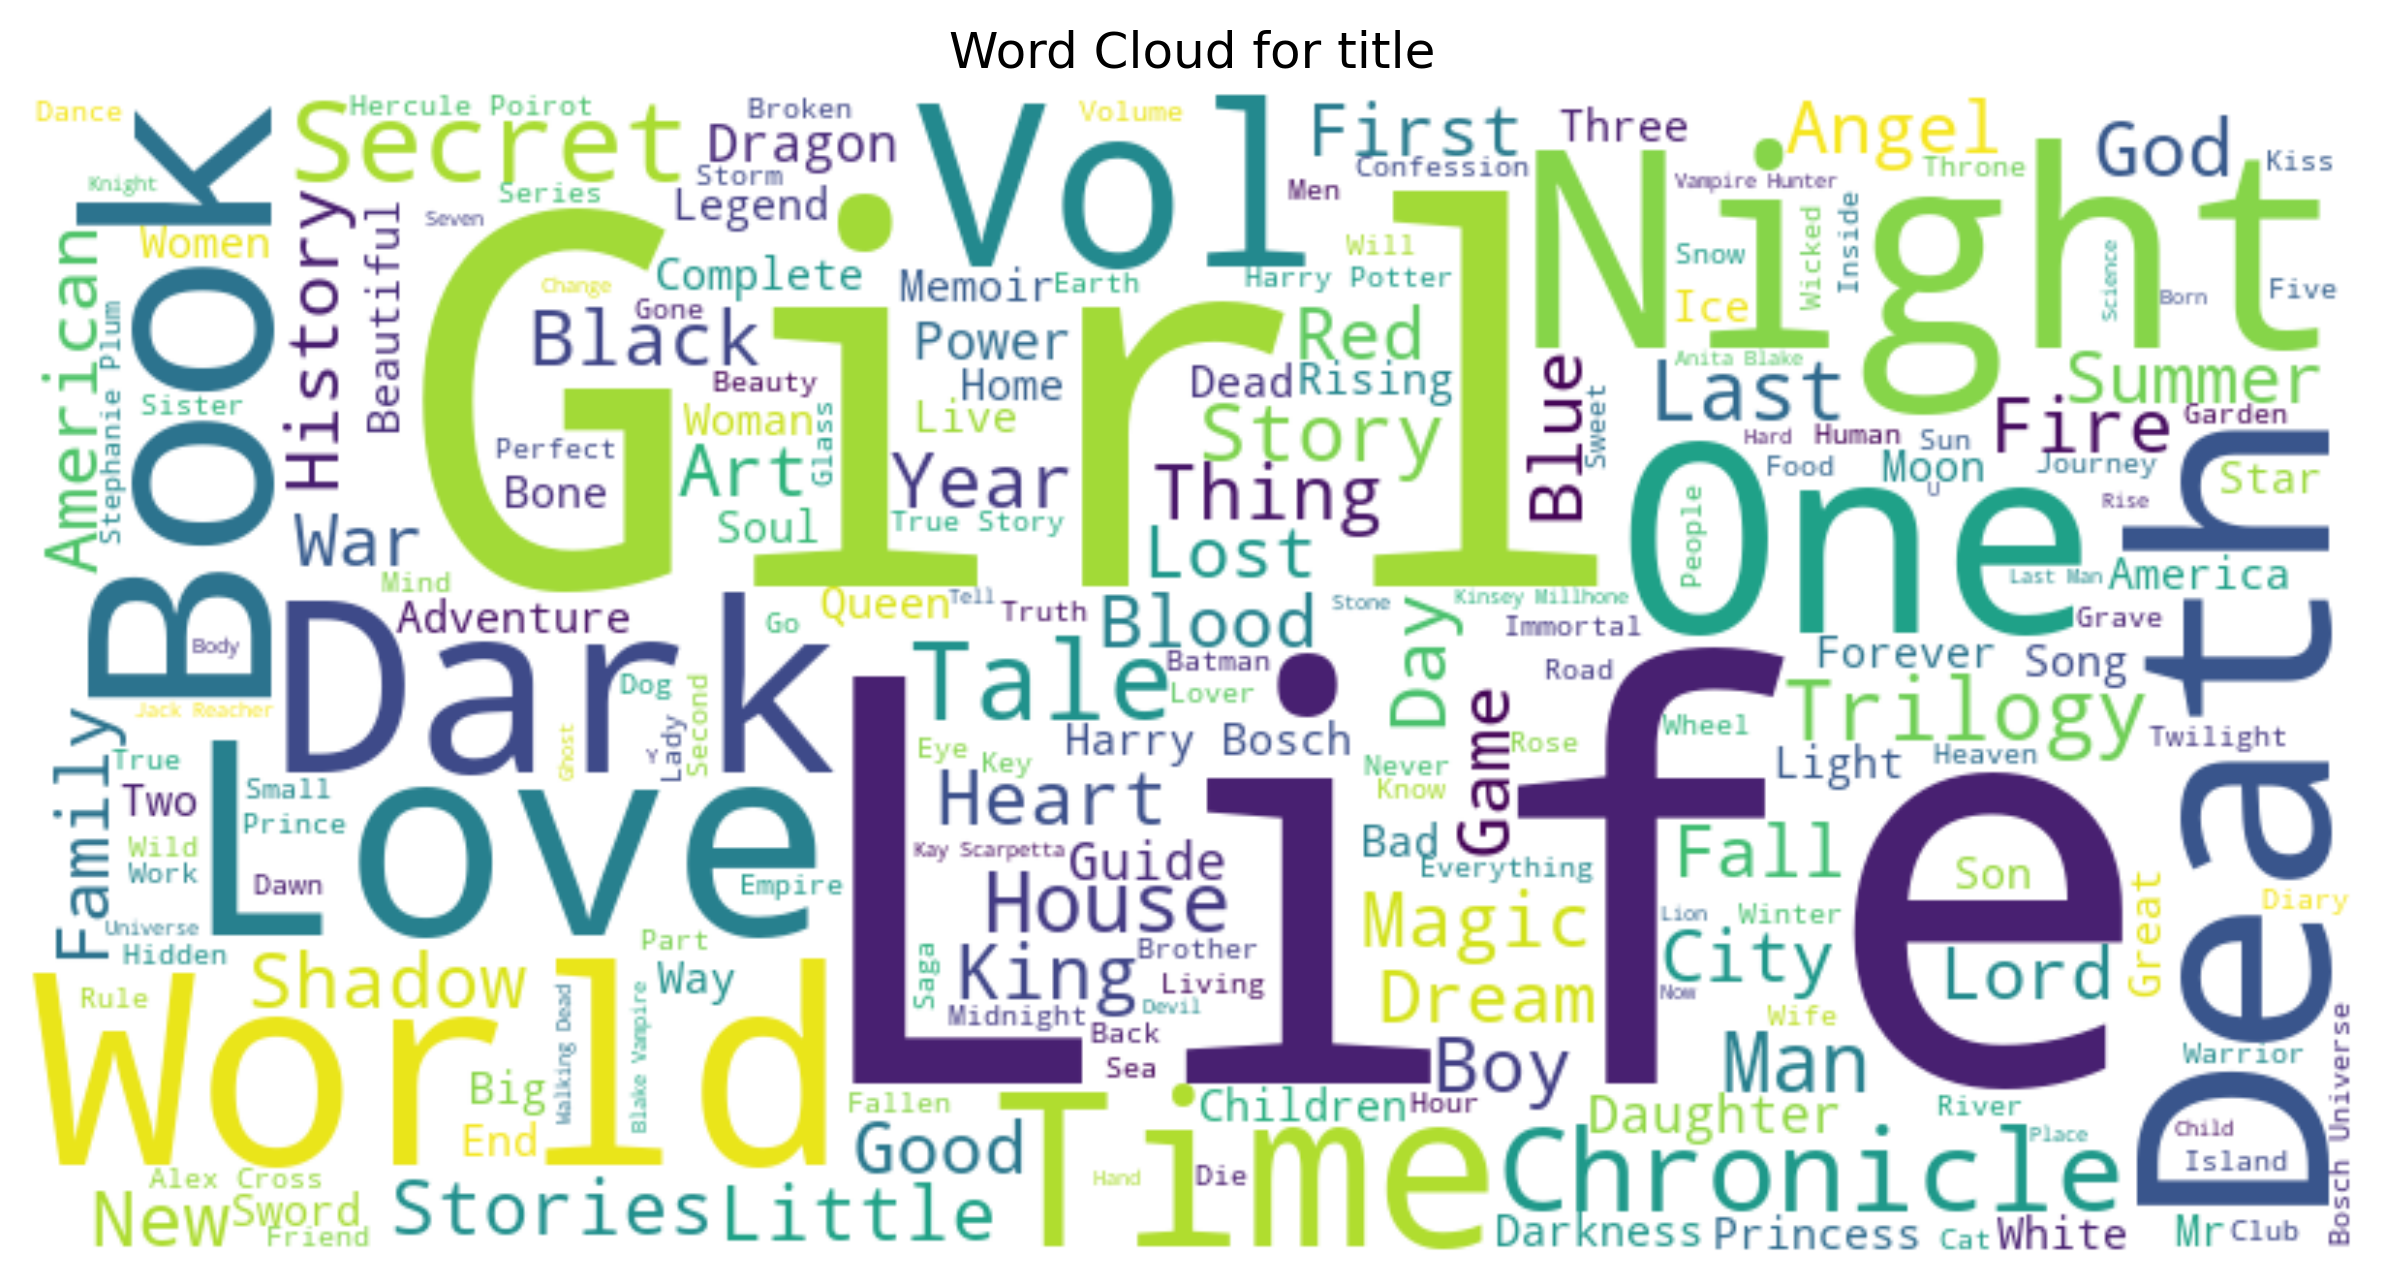 Word Cloud for title
Dance
Book
Secret
Hercule Poirot
Broken
Dragon
Vol
Volume
First
Three
Angel
God
Kiss
Knight
Series
Storm
Legend
Confession
Men
Night
Vampire Hunter
Throne
Women
American
History
Beautiful
Seven
Girl
Complete
Memoir
Earth
Will
Harry Potter
Snow
Ice
Wicked
Inside
Science
Born
Five
Change
Gone
Black
Power
Red
Blue
Anita Blake
Last
Summer
Stephanie Plum
Sister
Beauty
Home
Dead
Rising
Sweet
Fire
Garden
Perfect
Woman
Glass
Live
Story
Hard
Human
Sun
Bone
Art
Year
Thing
One
Food
Moon
U
Journey
Star
War
Soul
True Story
Lost
People
Rise
Death
Mind
Queen
Tell
Truth
Blood
Stone
Day
Kinsey Millhone
Last Man
America
Body
Dark
Adventure
Go
Immortal
Forever
Grave
Song
Jack Reacher
Dog
Tale
Batman
Lover
Road
Trilogy
Family
True
Ghost
Y
Lady
Second
Eye
Key
Harry Bosch
Game
Rose
Wheel
Light
Heaven
Twilight
Two
Love
Small
Prince
Life
Heart
Never
Know
Wild
Work
Dawn
Empire
Kay Scarpetta
Guide
Bad
Everything
Fall
Son
Universe
Hidden
House
Magic
Lion
Winter
City
Great
Diary
World
Shadow
Part
Way
Saga
King
Brother
Living
Dream
Now
Lord
Rule
Walking Dead
Blake Vampire
Midnight
Devil
Back
Sea
Boy
Wife
Man
Warrior
Bosch Universe
Big
End
Fallen
Good
Time
Children
Hour
Daughter
River
Place
Child
Island
Alex Cross
New
Sword
Friend
Stories
Little
Hand
Die
Chronicle
Darkness
Princess
Cat
White
Mr
Club